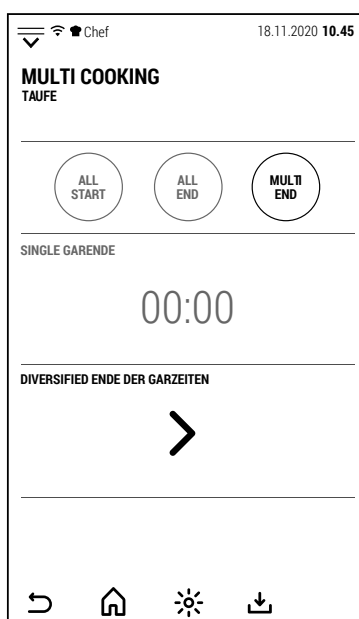 Chef 18.11.2020 10.45
MULTI COOKING
TAUFE
ALL
START
ALL
END
MULTI
END
SINGLE GARENDE
00:00
DIVERSIFIED ENDE DER GARZEITEN